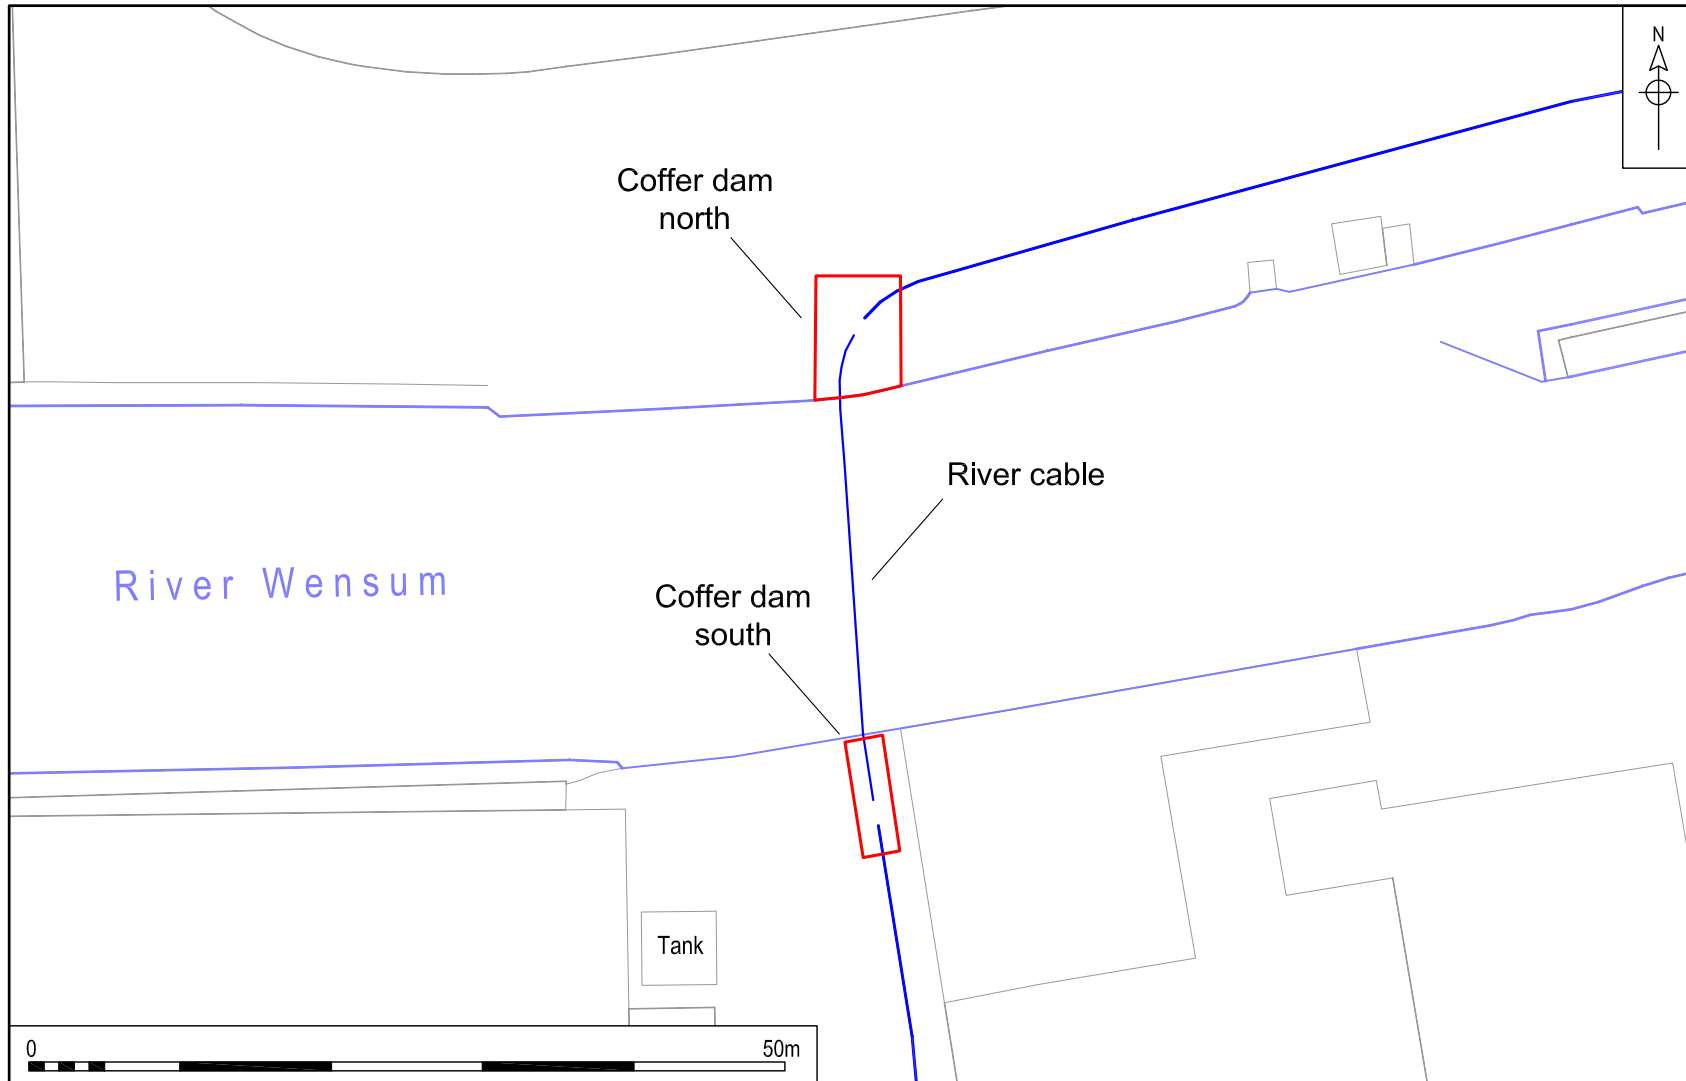 N
Coffer dam
north
River cable
River Wensum
Coffer dam
south
Tank
0 50m